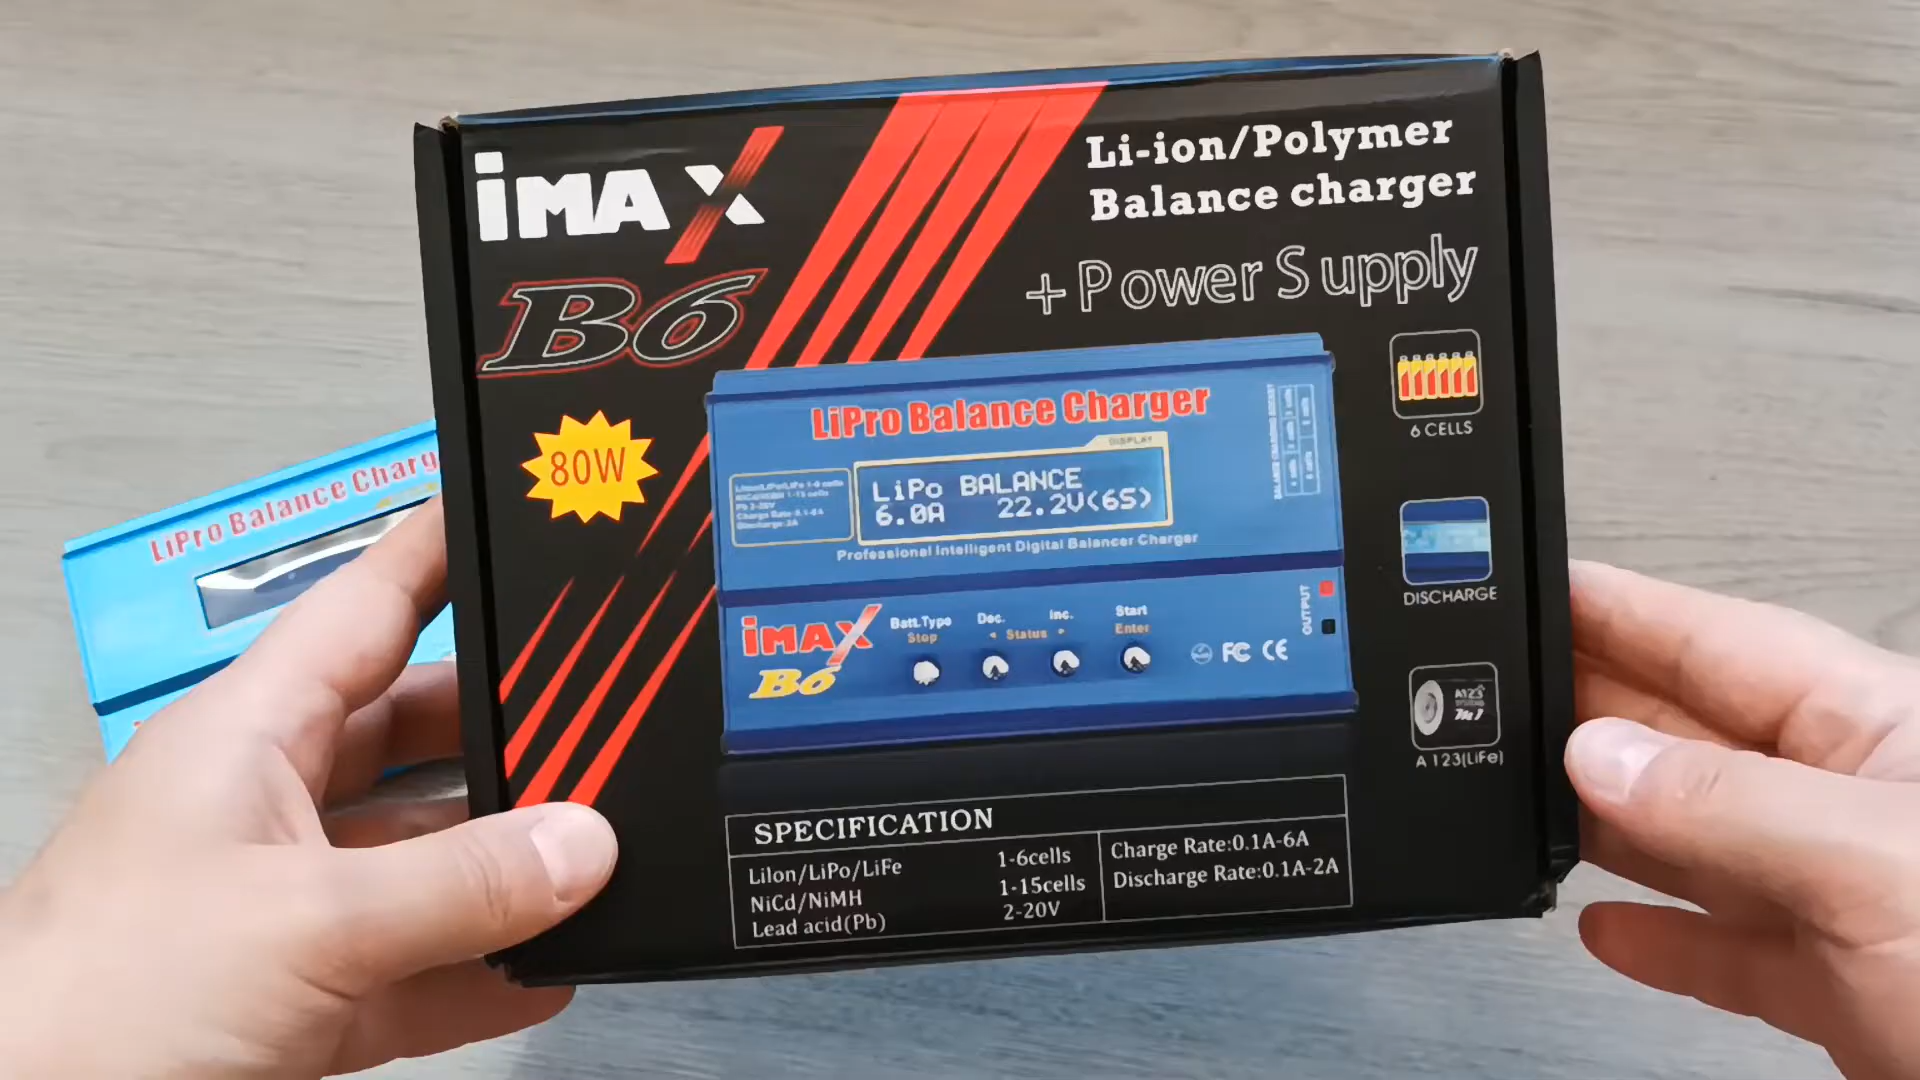 iMAX
B6
Li-ion/Polymer
Balance charger
+ Power Supply
80W
LiPro Balance Charger
DISPLAY
LiPo BALANCE
6.0A 22.2V(6S)
Professional Intelligent Digital Balancer Charger
iMAX
B6
Batt.Type
Stop
Dec.
Inc.
Status
Start
Enter
FC CE
OUTPUT
6 CELLS
DISCHARGE
A123
A 123(LiFe)
SPECIFICATION
LiIon/LiPo/LiFe 1-6cells
NiCd/NiMH 1-15cells
Lead acid(Pb) 2-20V
Charge Rate:0.1A-6A
Discharge Rate:0.1A-2A
LiPro Balance Charg